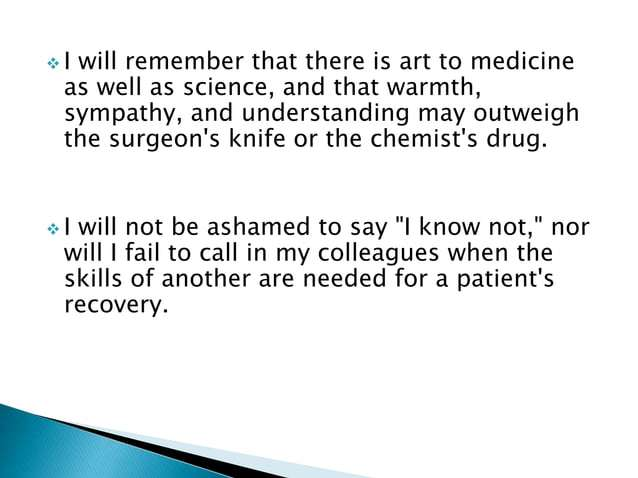 ❖ I will remember that there is art to medicine
as well as science, and that warmth,
sympathy, and understanding may outweigh
the surgeon's knife or the chemist's drug.
❖ I will not be ashamed to say "I know not," nor
will I fail to call in my colleagues when the
skills of another are needed for a patient's
recovery.